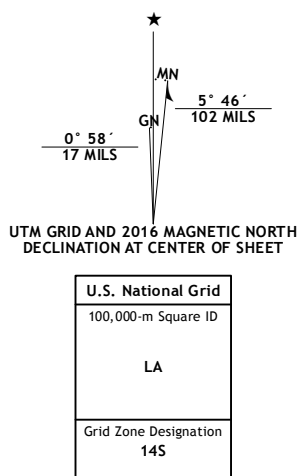 ★
MN
GN
5° 46´
102 MILS
0° 58´
17 MILS
UTM GRID AND 2016 MAGNETIC NORTH
DECLINATION AT CENTER OF SHEET
U.S. National Grid
100,000-m Square ID
LA
Grid Zone Designation
14S